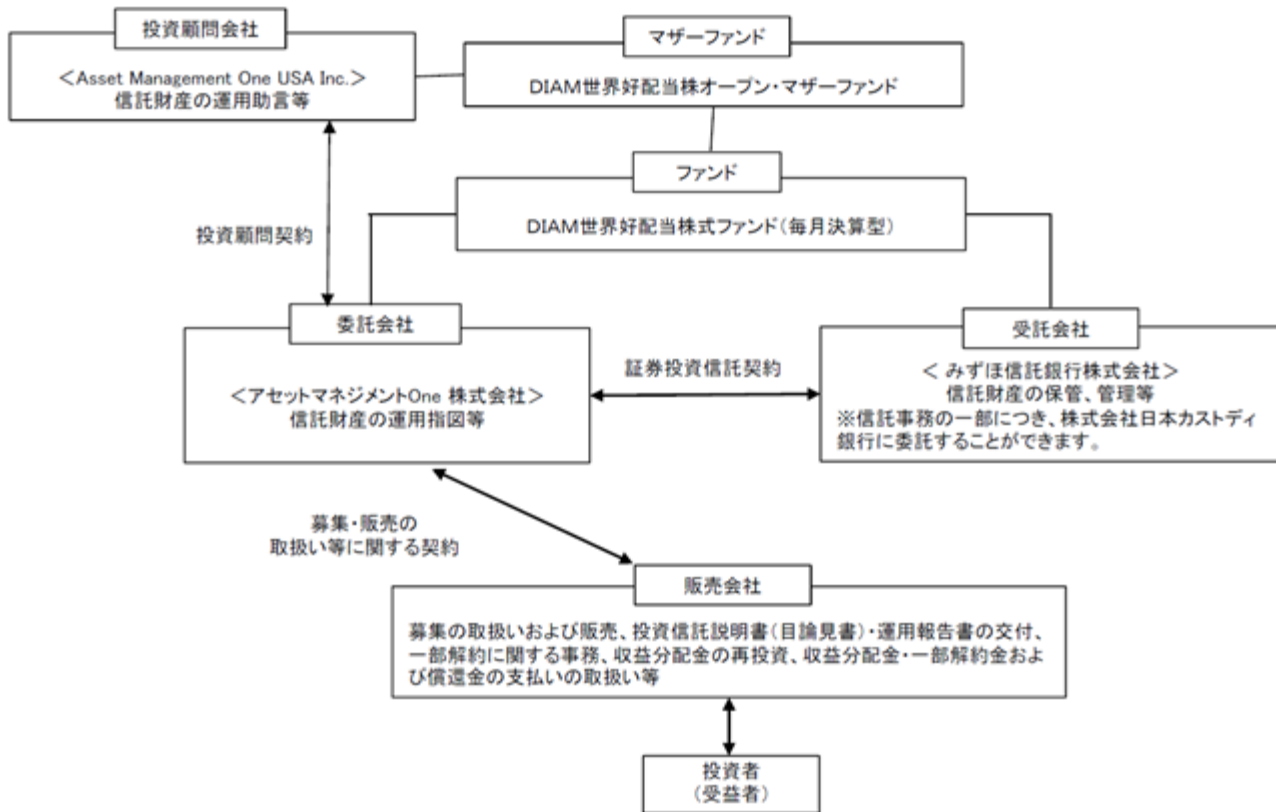 投資顧問会社
＜Asset Management One USA Inc.＞
信託財産の運用助言等
マザーファンド
DIAM世界好配当株オープン・マザーファンド
ファンド
DIAM世界好配当株式ファンド（毎月決算型）
投資顧問契約
委託会社
＜アセットマネジメントOne 株式会社＞
信託財産の運用指図等
証券投資信託契約
受託会社
＜ みずほ信託銀行株式会社＞
信託財産の保管、管理等
※信託事務の一部につき、株式会社日本カストディ
銀行に委託することができます。
募集・販売の
取扱い等に関する契約
販売会社
募集の取扱いおよび販売、投資信託説明書（目論見書）・運用報告書の交付、
一部解約に関する事務、収益分配金の再投資、収益分配金・一部解約金およ
び償還金の支払いの取扱い等
投資者
（受益者）